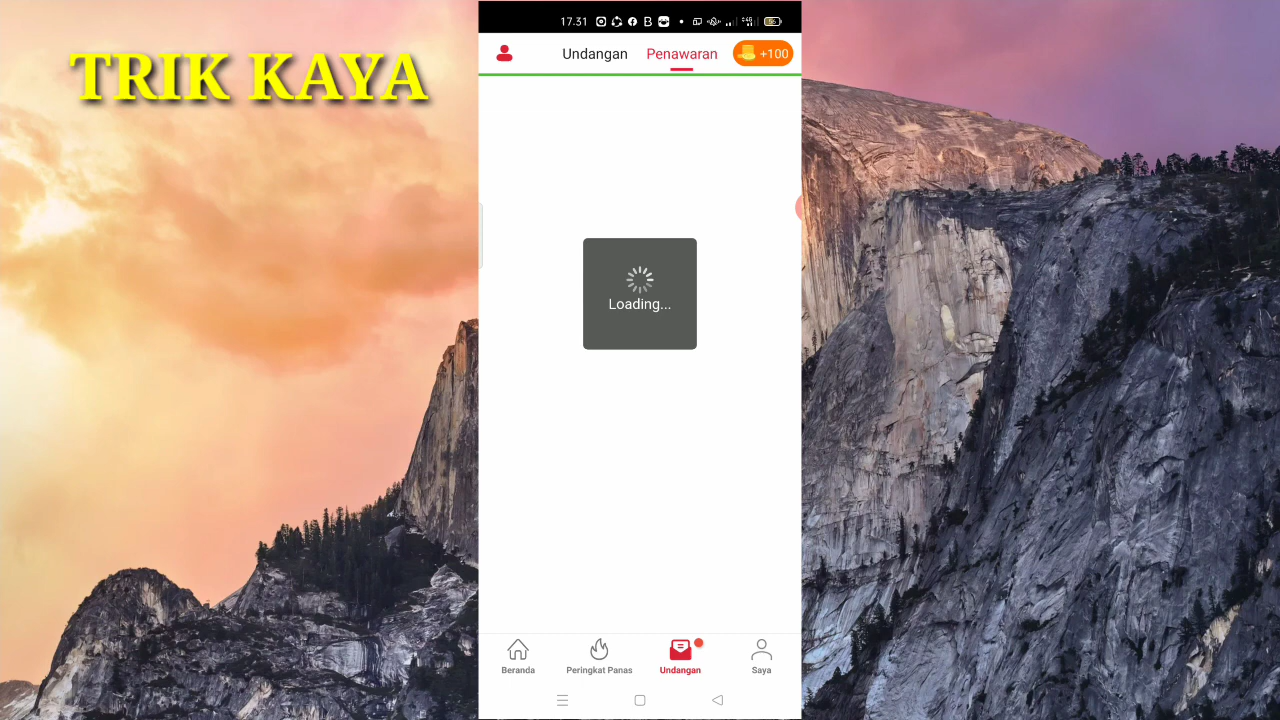 TRIK KAYA
17.31
Undangan
Penawaran
+100
Loading...
Beranda
Peringkat Panas
Undangan
Saya